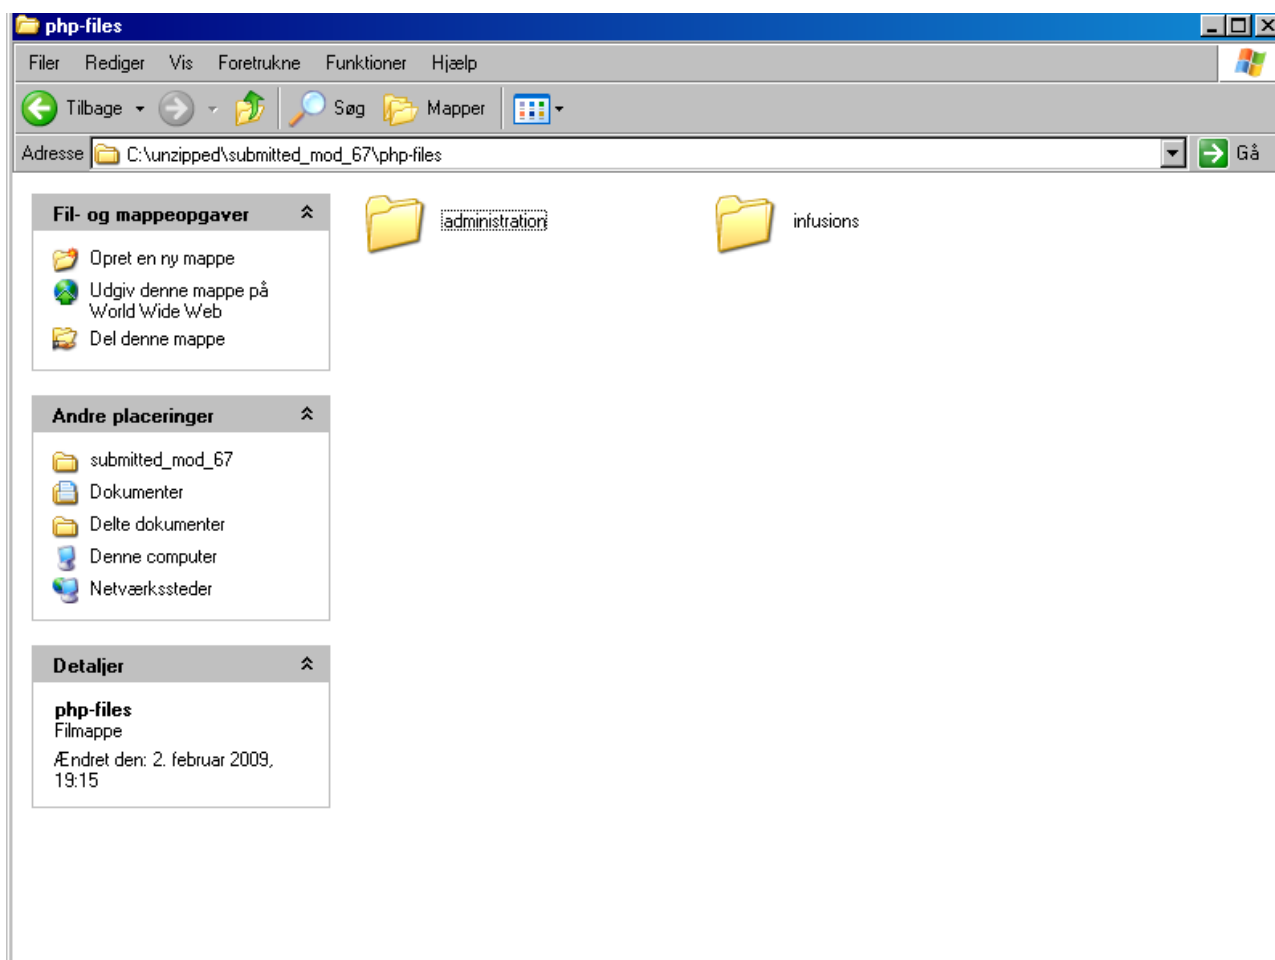 php-files
Filer Rediger Vis Foretrukne Funktioner Hjælp
Tilbage Søg Mapper
Adresse C:\unzipped\submitted_mod_67\php-files Gå
Fil- og mappeopgaver
Opret en ny mappe
Udgiv denne mappe på
World Wide Web
Del denne mappe
administration
infusions
Andre placeringer
submitted_mod_67
Dokumenter
Delte dokumenter
Denne computer
Netværkssteder
Detaljer
php-files
Filmappe
Ændret den: 2. februar 2009,
19:15